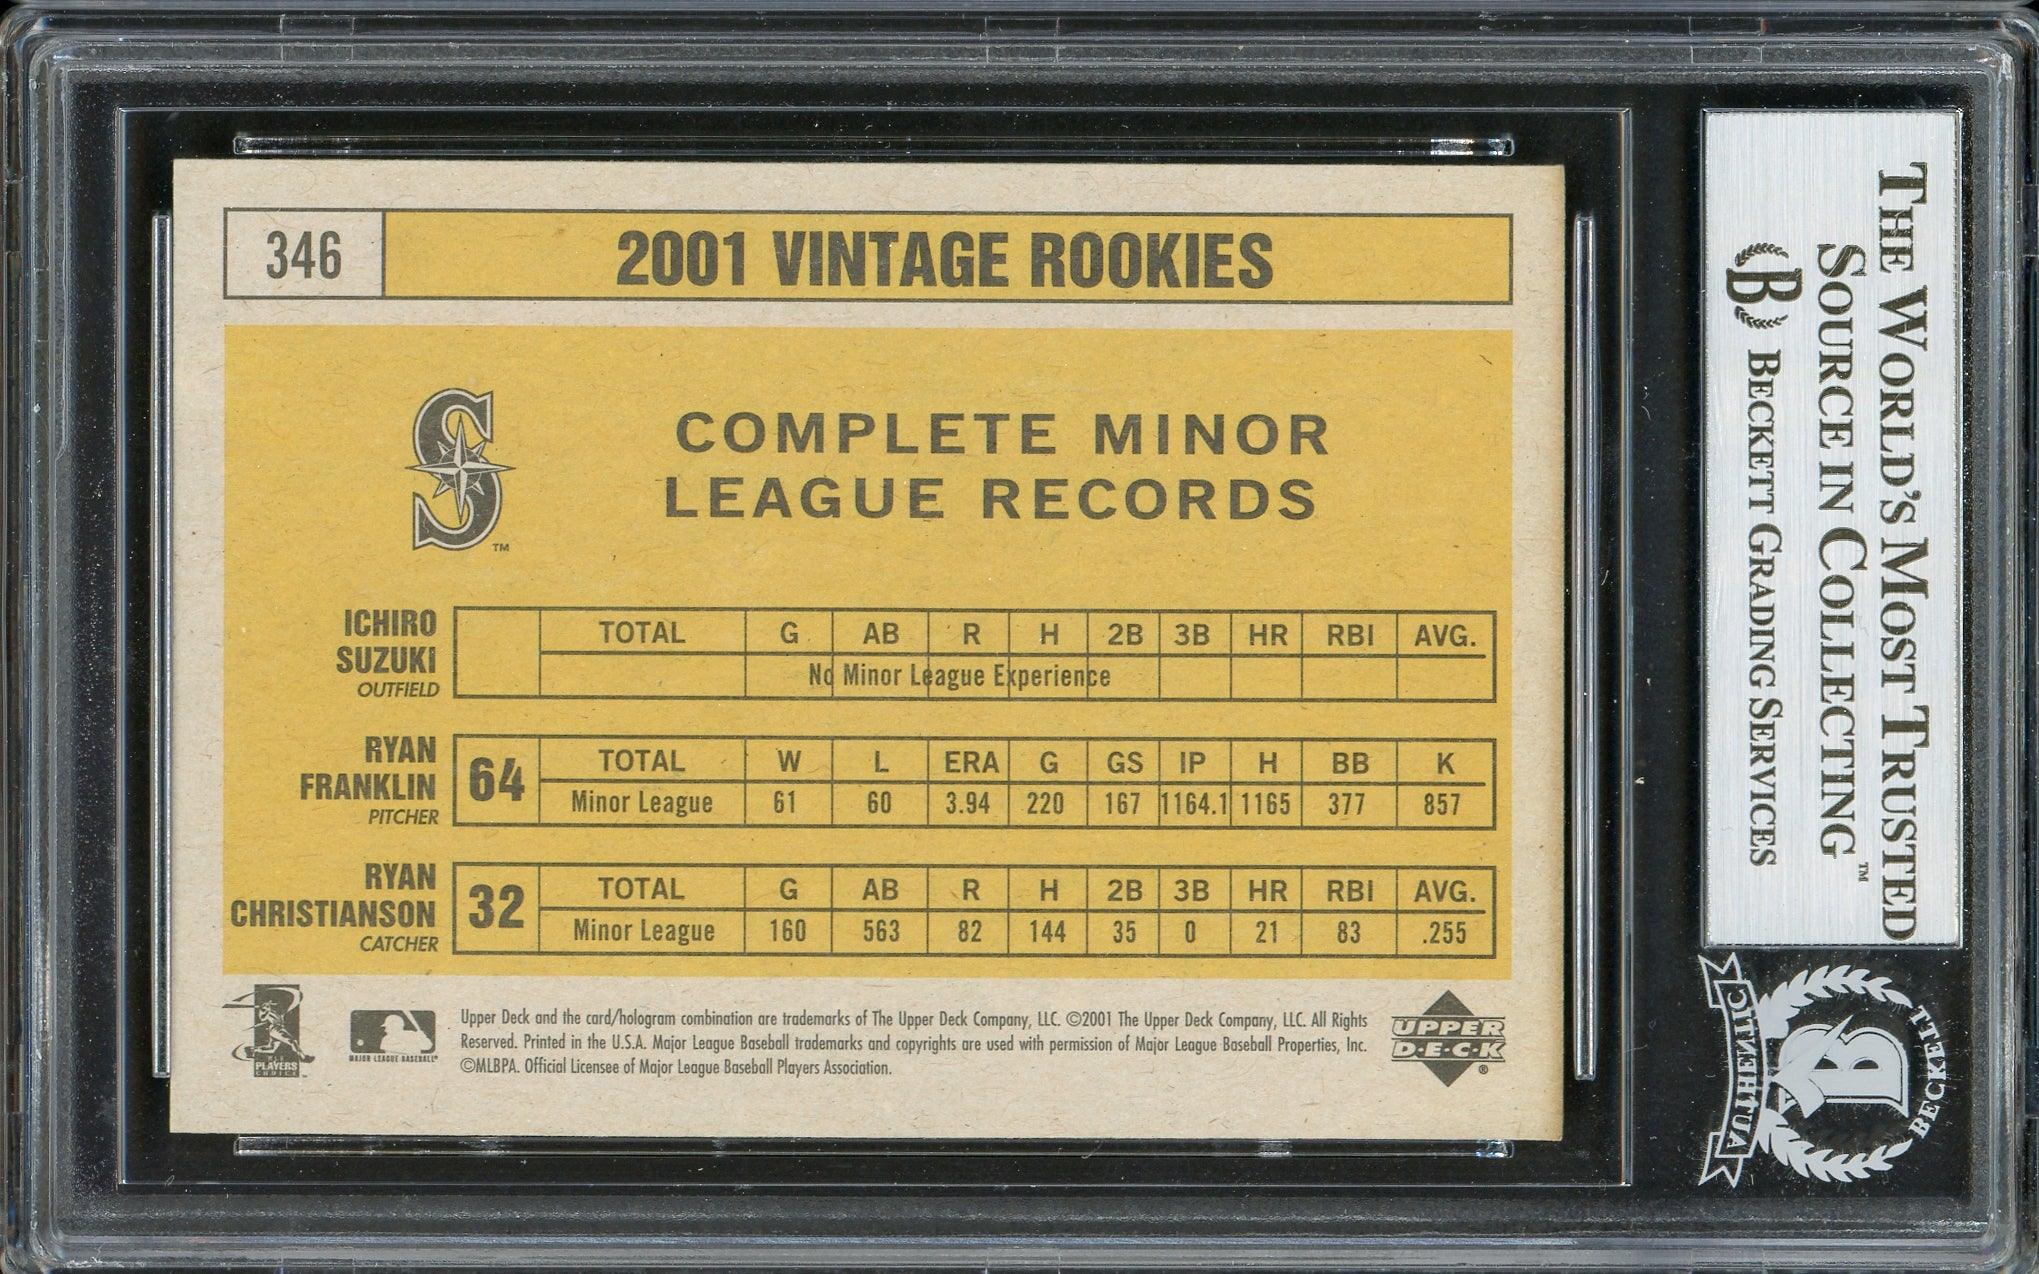 346 2001 VINTAGE ROOKIES
COMPLETE MINOR
LEAGUE RECORDS
S
TM
ICHIRO
SUZUKI
OUTFIELD
TOTAL G AB R H 2B 3B HR RBI AVG.
No Minor League Experience
RYAN
FRANKLIN
PITCHER
64
TOTAL W L ERA G GS IP H BB K
Minor League 61 60 3.94 220 167 1164.1 1165 377 857
RYAN
CHRISTIANSON
CATCHER
32
TOTAL G AB R H 2B 3B HR RBI AVG.
Minor League 160 563 82 144 35 0 21 83 .255
PLAYERS
CHOICE
MAJOR LEAGUE BASEBALL
Upper Deck and the card/hologram combination are trademarks of The Upper Deck Company, LLC. ©2001 The Upper Deck Company, LLC. All Rights
Reserved. Printed in the U.S.A. Major League Baseball trademarks and copyrights are used with permission of Major League Baseball Properties, Inc.
©MLBPA. Official Licensee of Major League Baseball Players Association.
UPPER
D·E·C·K
®
THE WORLD'S MOST TRUSTED
SOURCE IN COLLECTING™
B BECKETT GRADING SERVICES
BECKETT
B
AUTHENTIC